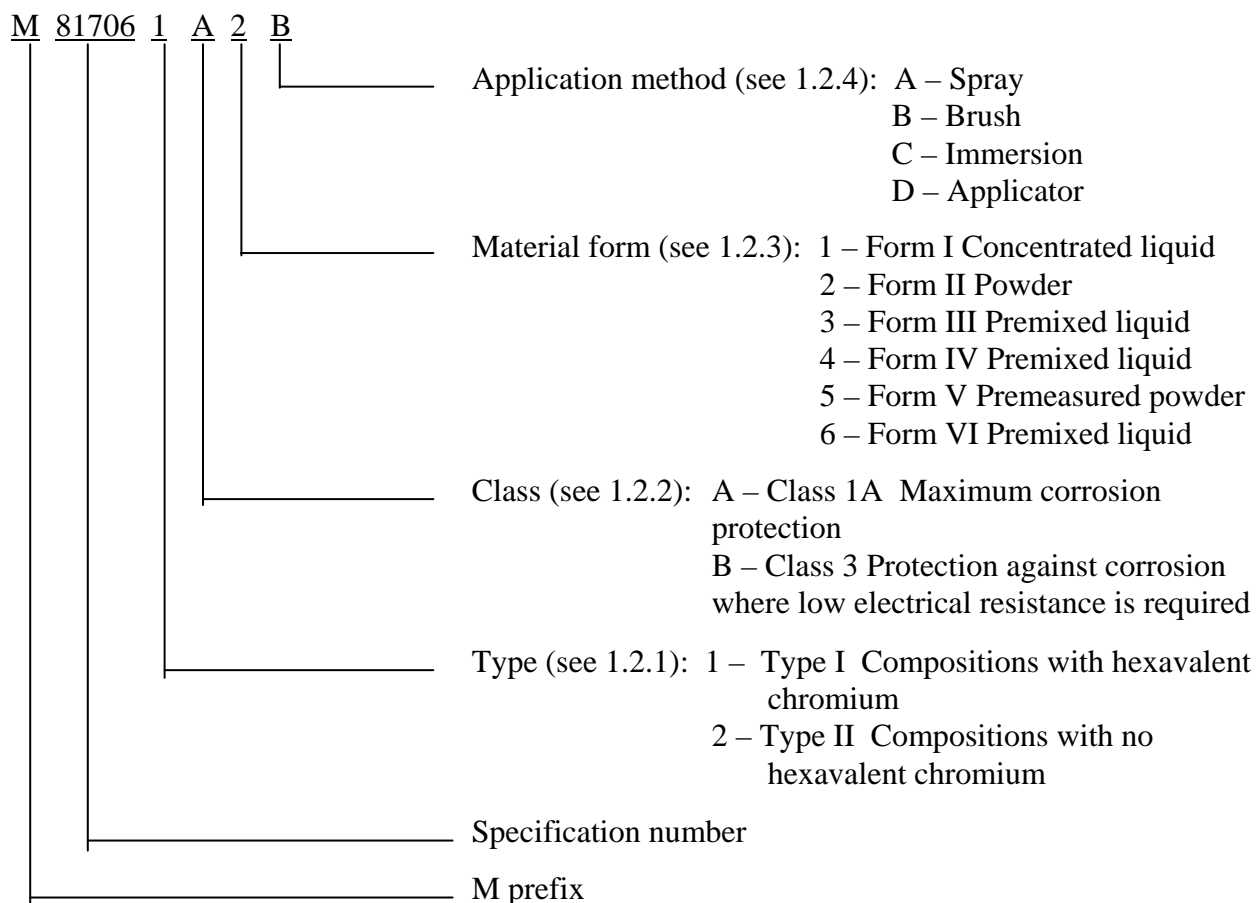 M 81706 1 A 2 B
Application method (see 1.2.4): A – Spray
B – Brush
C – Immersion
D – Applicator
Material form (see 1.2.3): 1 – Form I Concentrated liquid
2 – Form II Powder
3 – Form III Premixed liquid
4 – Form IV Premixed liquid
5 – Form V Premeasured powder
6 – Form VI Premixed liquid
Class (see 1.2.2): A – Class 1A Maximum corrosion
protection
B – Class 3 Protection against corrosion
where low electrical resistance is required
Type (see 1.2.1): 1 – Type I Compositions with hexavalent
chromium
2 – Type II Compositions with no
hexavalent chromium
Specification number
M prefix